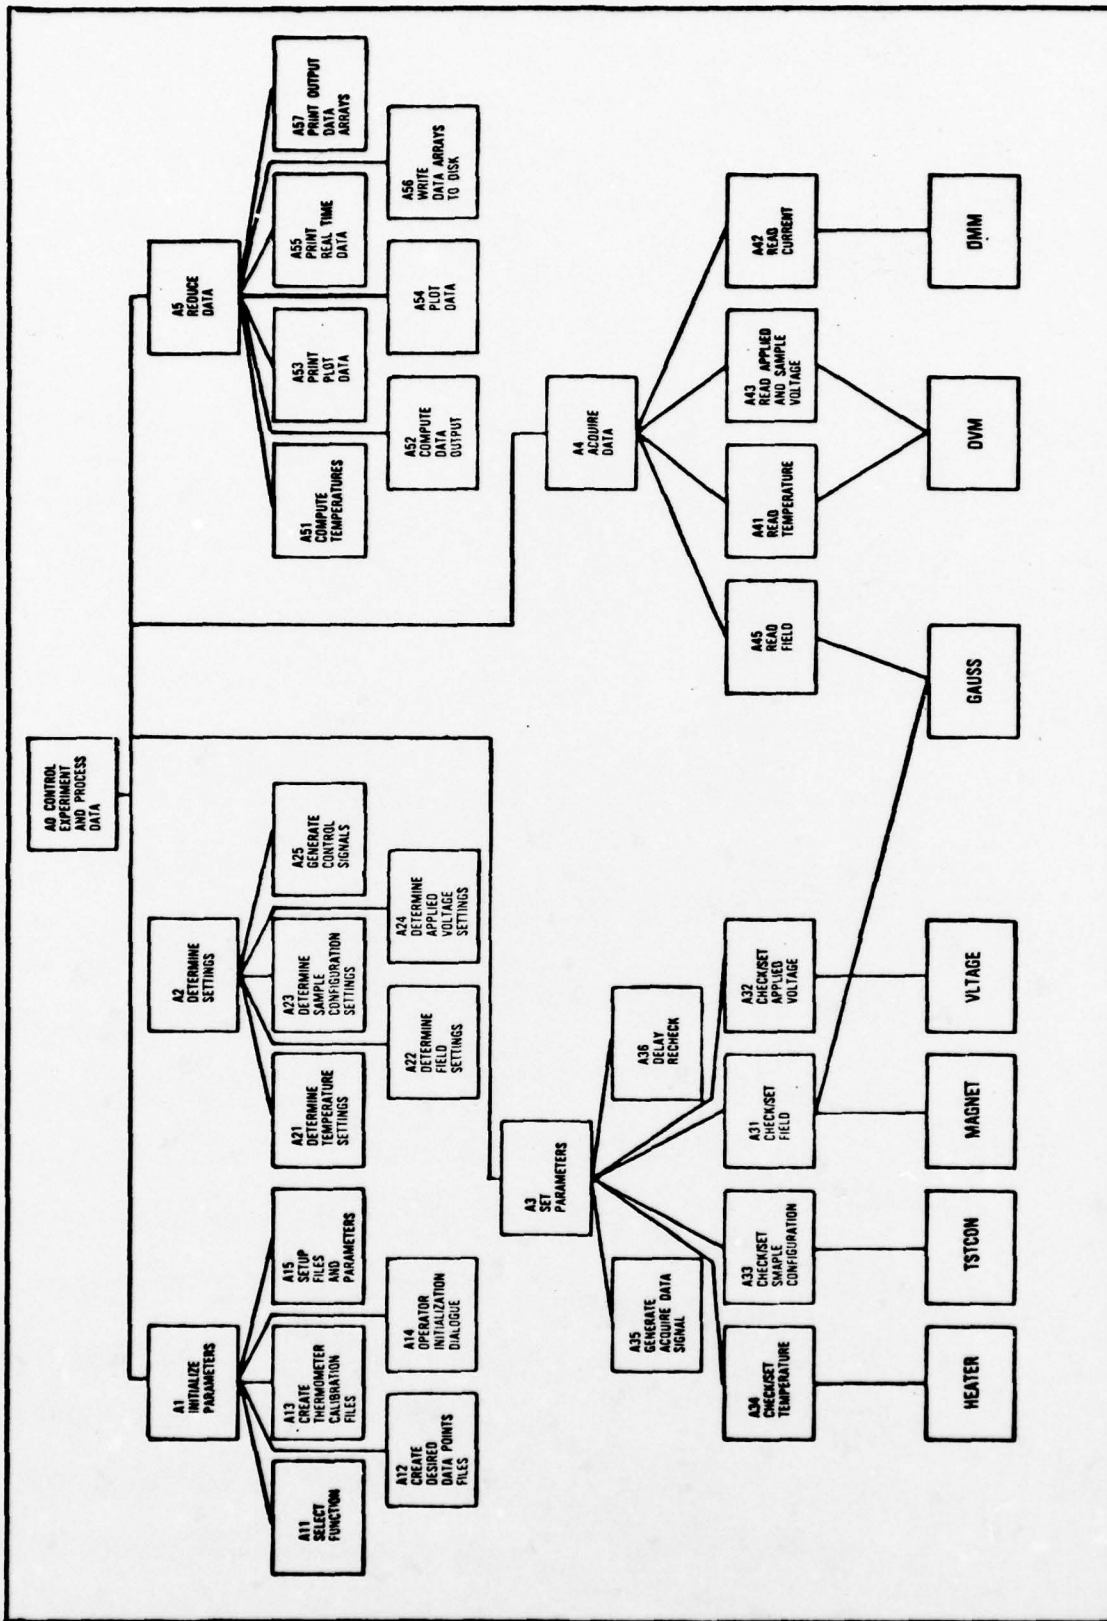 A0 CONTROL
EXPERIMENT
AND PROCESS
DATA
A1
INITIALIZE
PARAMETERS
A2
DETERMINE
SETTINGS
A5
REDUCE
DATA
A11
SELECT
FUNCTION
A12
CREATE
DESIRED
DATA POINTS
FILES
A13
CREATE
THERMOMETER
CALIBRATION
FILES
A14
OPERATOR
INITIALIZATION
DIALOGUE
A15
SETUP
FILES
AND
PARAMETERS
A21
DETERMINE
TEMPERATURE
SETTINGS
A22
DETERMINE
FIELD
SETTINGS
A23
DETERMINE
SAMPLE
CONFIGURATION
SETTINGS
A24
DETERMINE
APPLIED
VOLTAGE
SETTINGS
A25
GENERATE
CONTROL
SIGNALS
A51
COMPUTE
TEMPERATURES
A52
COMPUTE
DATA
OUTPUT
A53
PRINT
PLOT
DATA
A54
PLOT
DATA
A55
PRINT
REAL TIME
DATA
A56
WRITE
DATA ARRAYS
TO DISK
A57
PRINT OUTPUT
DATA
ARRAYS
A3
SET
PARAMETERS
A4
ACQUIRE
DATA
A35
GENERATE
ACQUIRE DATA
SIGNAL
A36
DELAY
RECHECK
A34
CHECK/SET
TEMPERATURE
A33
CHECK/SET
SMAPLE
CONFIGURATION
A31
CHECK/SET
FIELD
A32
CHECK/SET
APPLIED
VOLTAGE
A45
READ
FIELD
A41
READ
TEMPERATURE
A43
READ APPLIED
AND SAMPLE
VOLTAGE
A42
READ
CURRENT
HEATER
TSTCON
MAGNET
VLTAGE
GAUSS
DVM
DMM